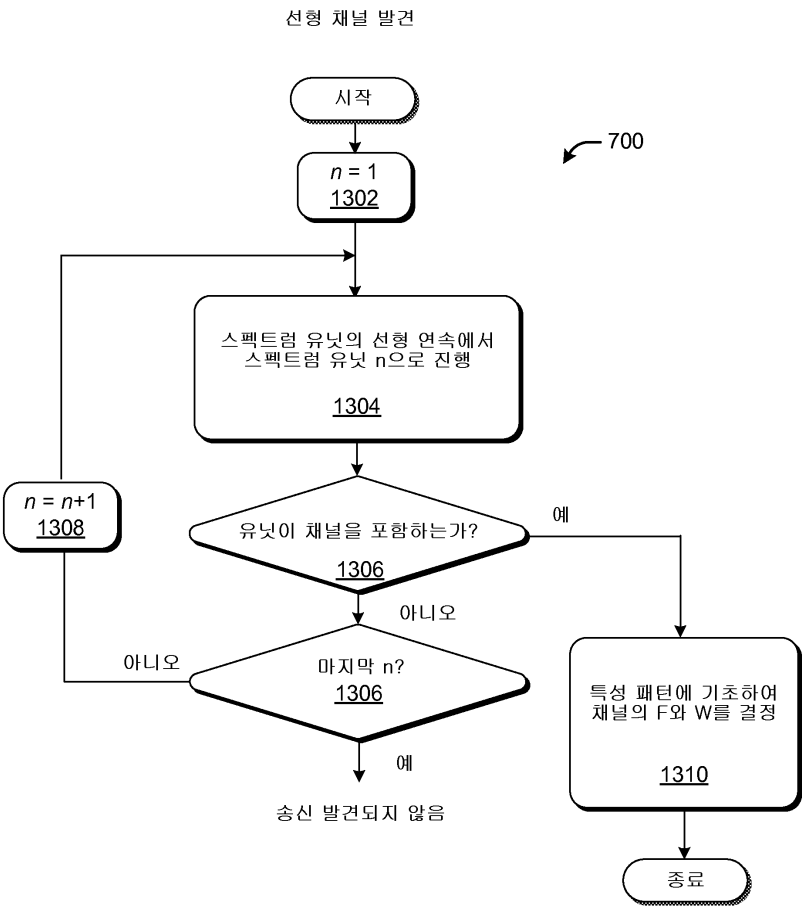 선형 채널 발견
시작
700
n = 1
1302
스펙트럼 유닛의 선형 연속에서
스펙트럼 유닛 n으로 진행
1304
n = n+1
1308
유닛이 채널을 포함하는가?
1306
예
아니오
아니오
마지막 n?
1306
예
송신 발견되지 않음
특성 패턴에 기초하여
채널의 F와 W를 결정
1310
종료